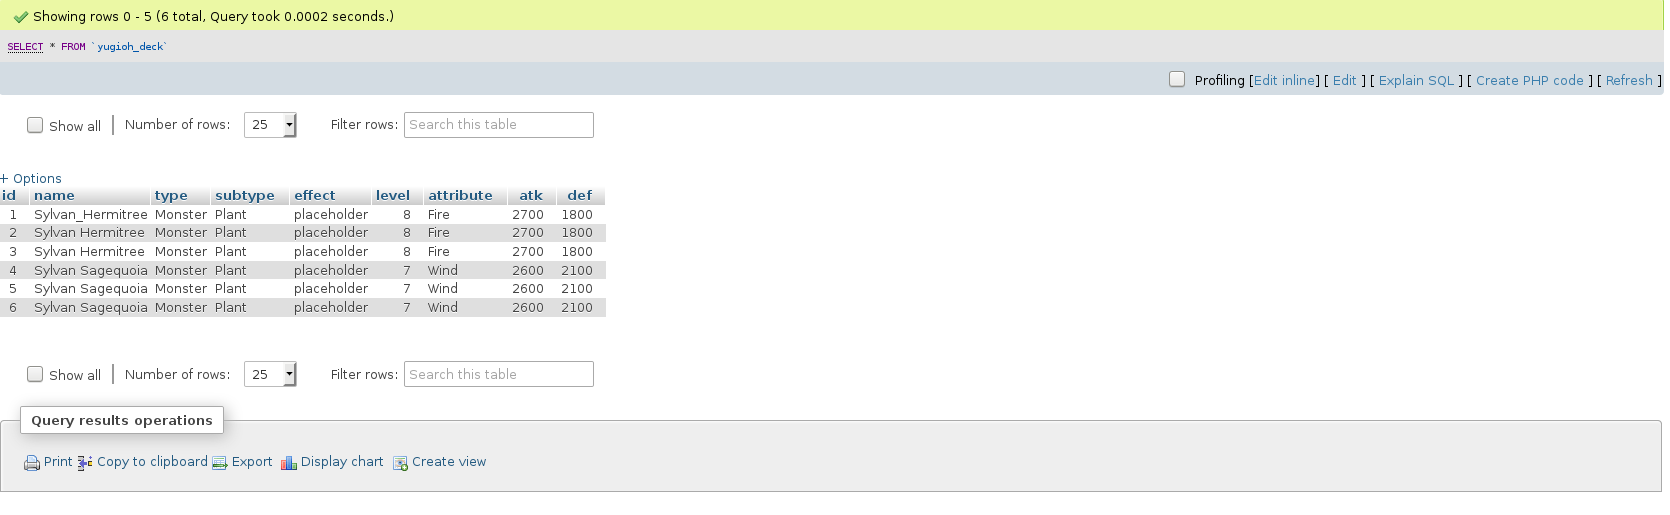 Showing rows 0 - 5 (6 total, Query took 0.0002 seconds.)
SELECT * FROM `yugioh_deck`
Profiling [Edit inline] [ Edit ] [ Explain SQL ] [ Create PHP code ] [ Refresh ]
Show all Number of rows: 25 Filter rows: Search this table
+ Options
id name type subtype effect level attribute atk def
1 Sylvan_Hermitree Monster Plant placeholder 8 Fire 2700 1800
2 Sylvan Hermitree Monster Plant placeholder 8 Fire 2700 1800
3 Sylvan Hermitree Monster Plant placeholder 8 Fire 2700 1800
4 Sylvan Sagequoia Monster Plant placeholder 7 Wind 2600 2100
5 Sylvan Sagequoia Monster Plant placeholder 7 Wind 2600 2100
6 Sylvan Sagequoia Monster Plant placeholder 7 Wind 2600 2100
Show all Number of rows: 25 Filter rows: Search this table
Query results operations
Print Copy to clipboard Export Display chart Create view